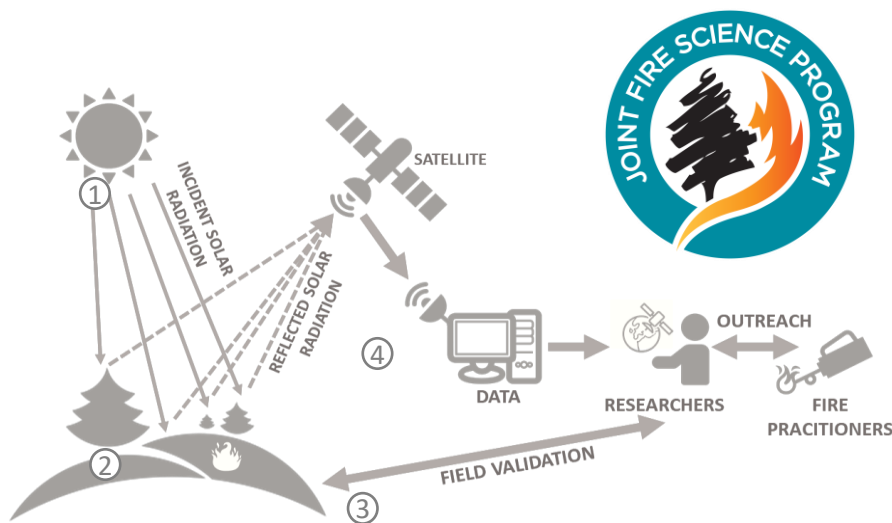 JOINT FIRE SCIENCE PROGRAM
SATELLITE
1
INCIDENT SOLAR
RADIATION
REFLECTED SOLAR
RADIATION
4
OUTREACH
DATA
RESEARCHERS
FIRE
PRACITIONERS
2
FIELD VALIDATION
3